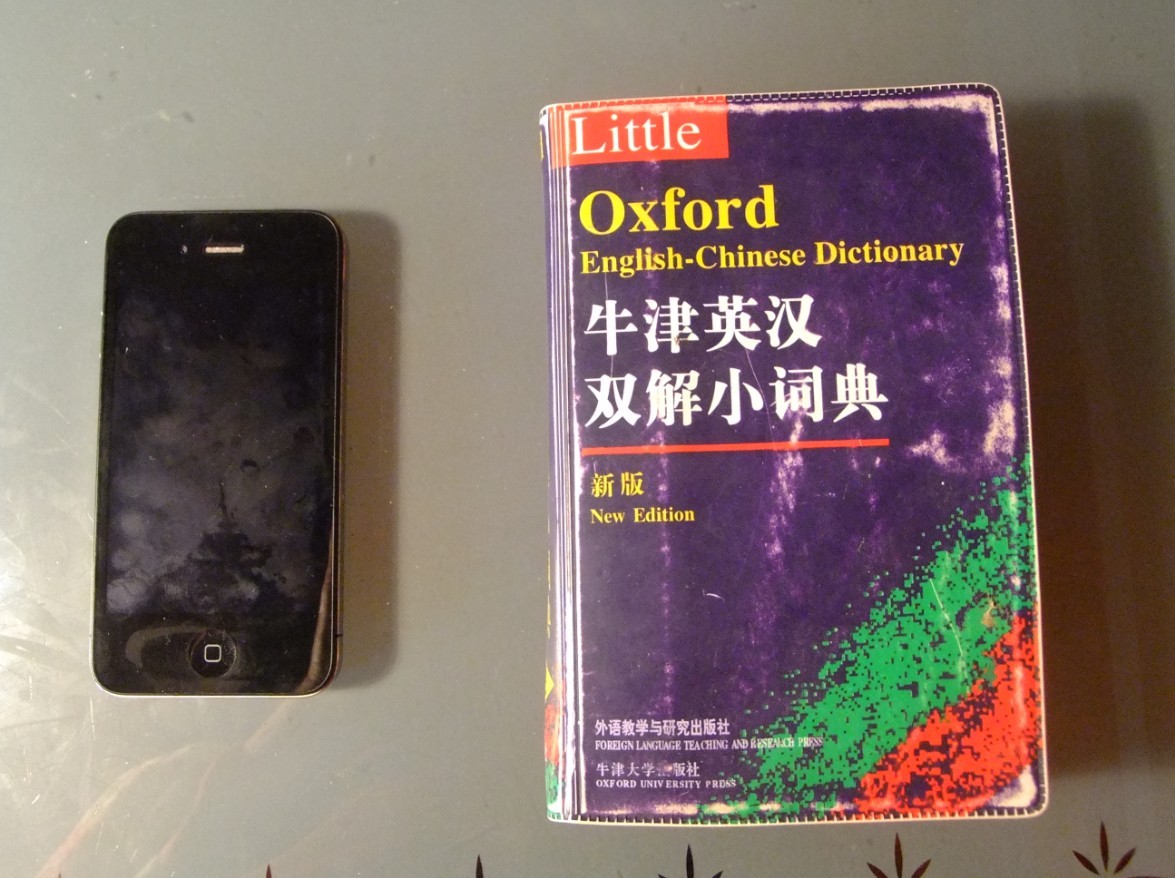 Little
Oxford
English-Chinese Dictionary
牛津英汉
双解小词典
新版
New Edition
外语教学与研究出版社
FOREIGN LANGUAGE TEACHING AND RESEARCH PRESS
牛津大学出版社
OXFORD UNIVERSITY PRESS